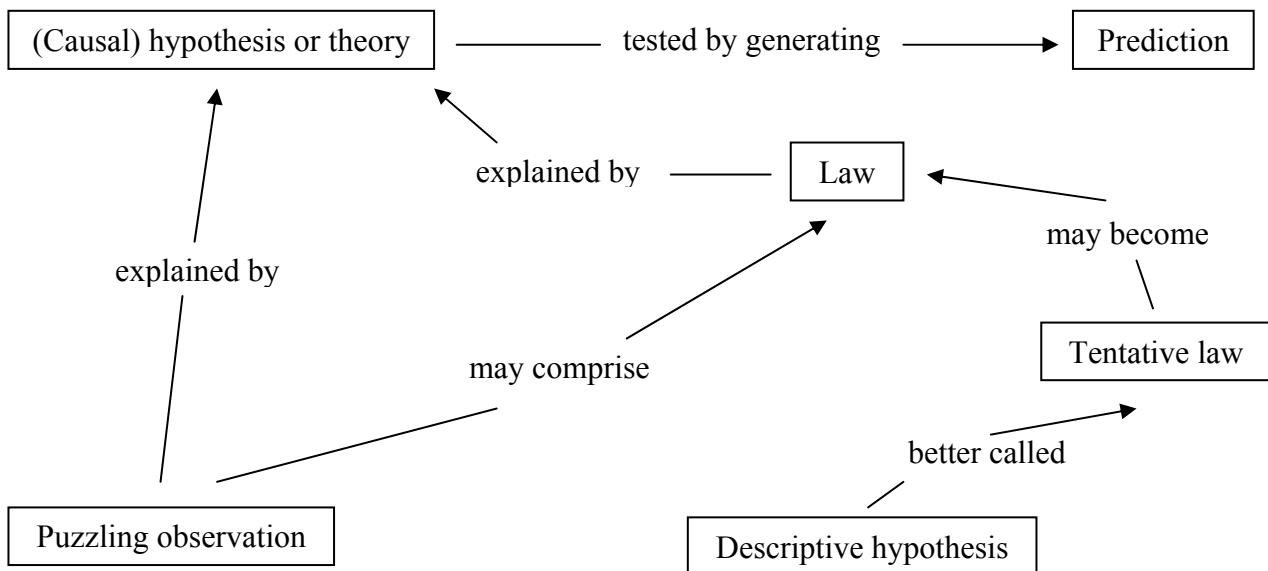 (Causal) hypothesis or theory
tested by generating
Prediction
explained by
Law
may become
explained by
may comprise
Tentative law
better called
Puzzling observation
Descriptive hypothesis